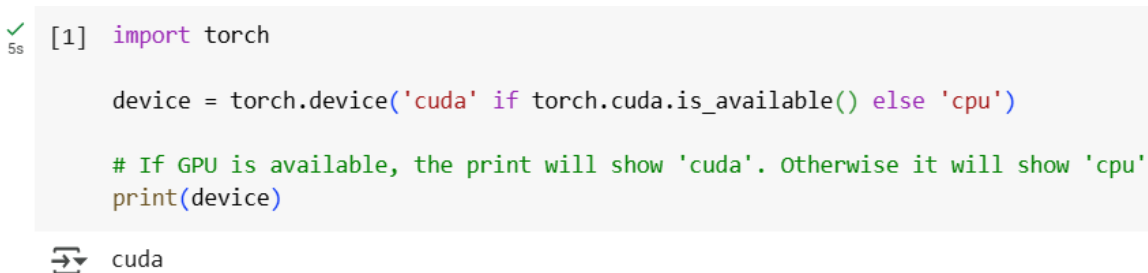 [1] import torch
5s
device = torch.device('cuda' if torch.cuda.is_available() else 'cpu')
# If GPU is available, the print will show 'cuda'. Otherwise it will show 'cpu'
print(device)
cuda